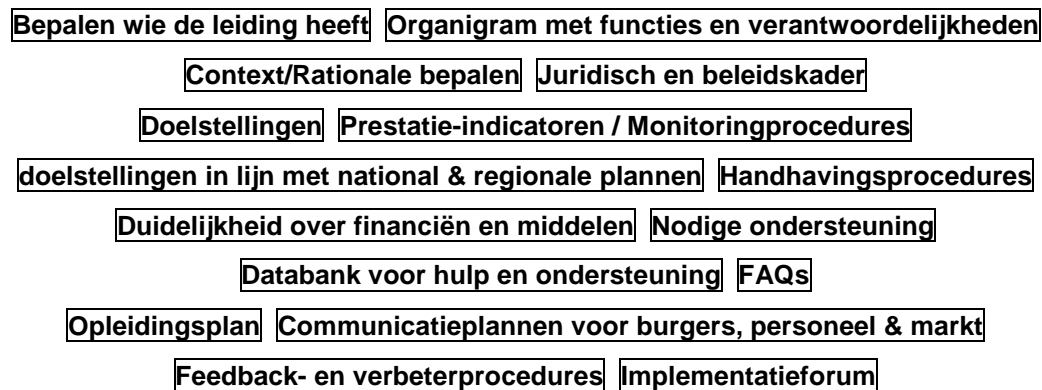 Bepalen wie de leiding heeft Organigram met functies en verantwoordelijkheden
Context/Rationale bepalen Juridisch en beleidskader
Doelstellingen Prestatie-indicatoren / Monitoringprocedures
doelstellingen in lijn met national & regionale plannen Handhavingsprocedures
Duidelijkheid over financiën en middelen Nodige ondersteuning
Databank voor hulp en ondersteuning FAQs
Opleidingsplan Communicatieplannen voor burgers, personeel & markt
Feedback- en verbeterprocedures Implementatieforum